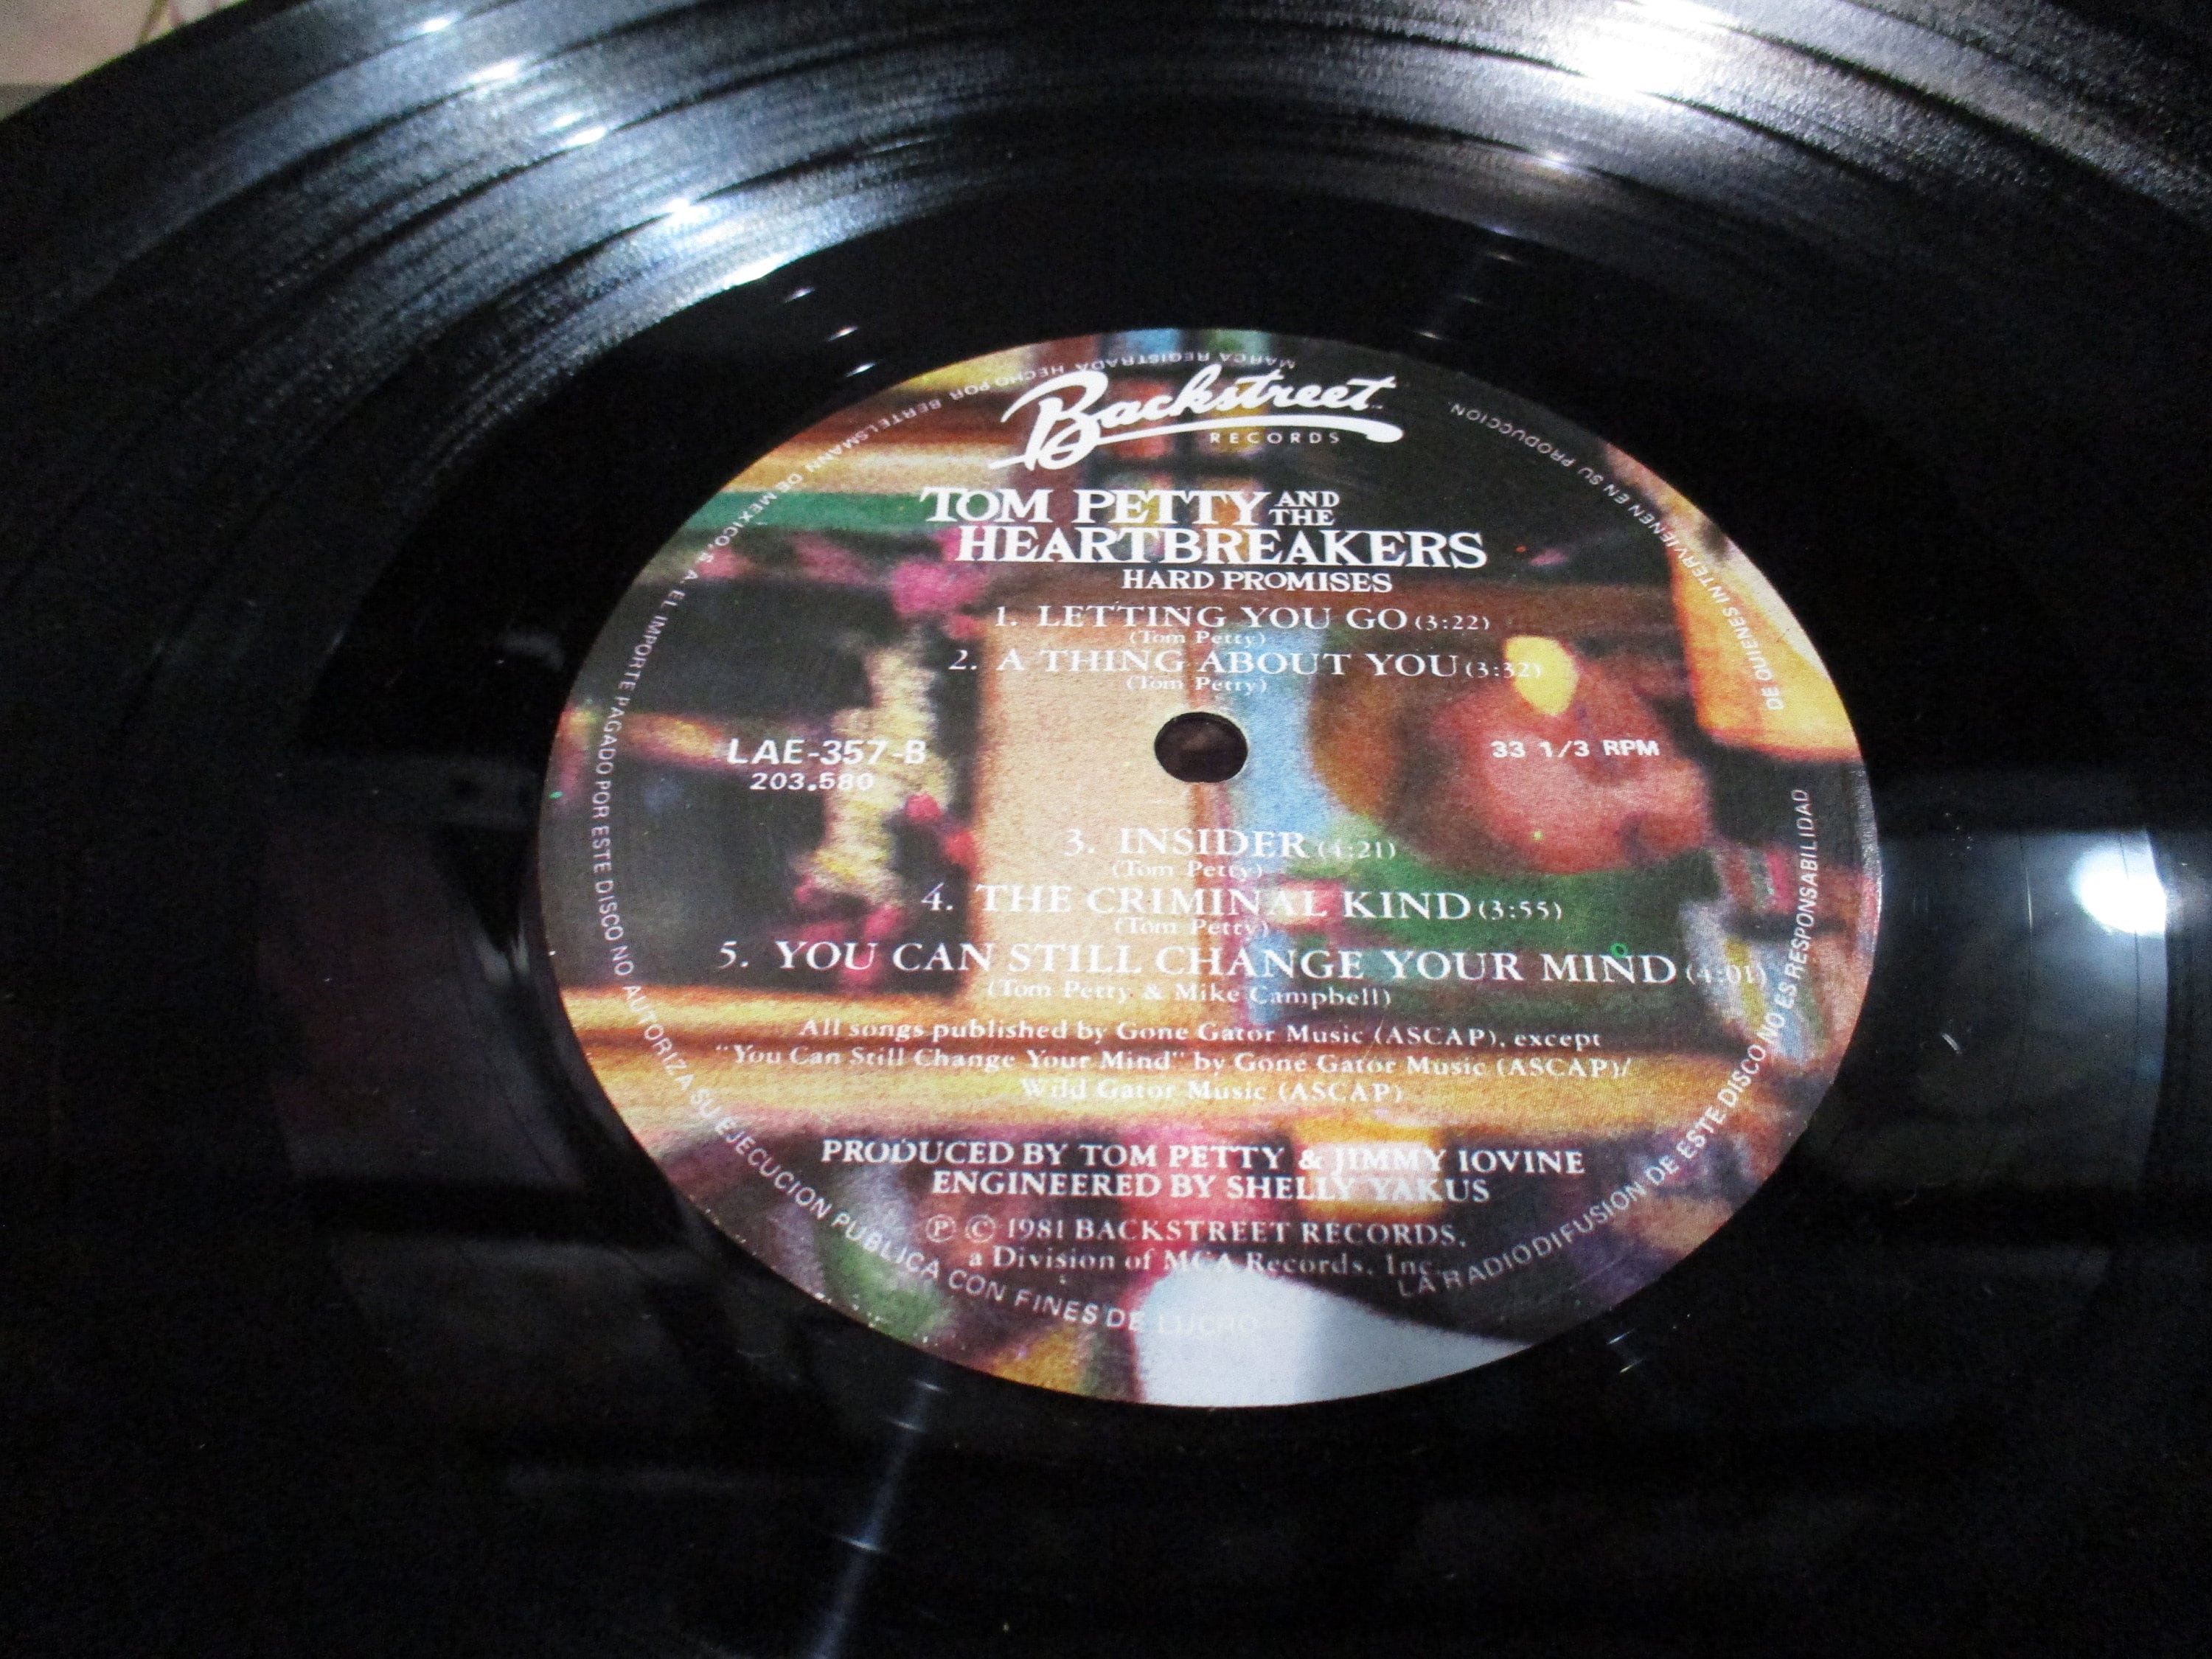 Backstreet
RECORDS
TOM PETTY AND THE
HEARTBREAKERS
HARD PROMISES
1. LETTING YOU GO (3:22)
(Tom Petty)
2. A THING ABOUT YOU (3:32)
(Tom Petty)
LAE-357-B
203.580
33 1/3 RPM
3. INSIDER (4:21)
(Tom Petty)
4. THE CRIMINAL KIND (3:55)
(Tom Petty)
5. YOU CAN STILL CHANGE YOUR MIND (4:01)
(Tom Petty & Mike Campbell)
All songs published by Gone Gator Music (ASCAP), except
"You Can Still Change Your Mind" by Gone Gator Music (ASCAP)/
Wild Gator Music (ASCAP)
PRODUCED BY TOM PETTY & JIMMY IOVINE
ENGINEERED BY SHELLY YAKUS
Ⓟ © 1981 BACKSTREET RECORDS,
a Division of MCA Records, Inc.
MARCA REGISTRADA HECHO POR BERTELSMANN DE MEXICO, S. A. EL IMPORTE PAGADO POR ESTE DISCO NO AUTORIZA SU EJECUCION PUBLICA CON FINES DE LUCRO
LA RADIODIFUSION DE ESTE DISCO NO ES RESPONSABILIDAD DE QUIENES INTERVIENEN EN SU PRODUCCION.